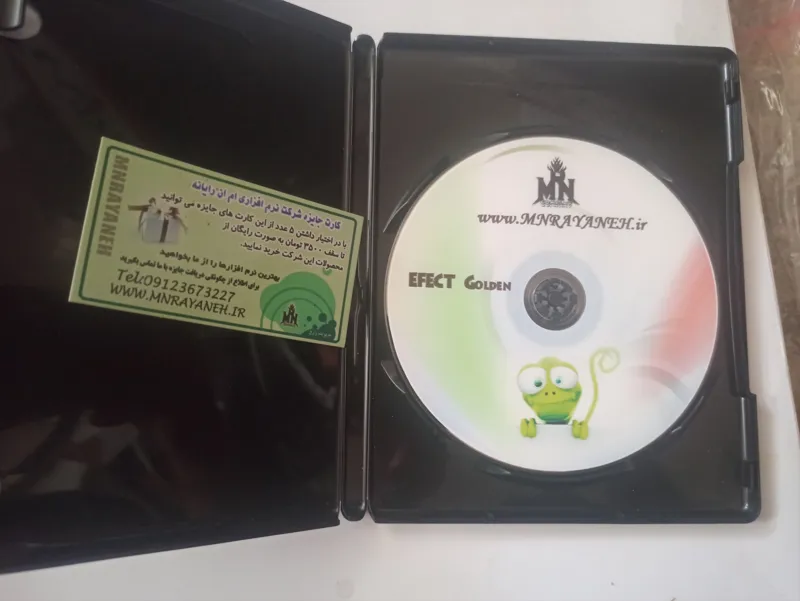 MNRAYANEH
کارت جایزه شرکت نرم افزاری ام ان رایانه
با در اختیار داشتن ۵ عدد از این کارت های جایزه می توانید
تا سقف ۳۵۰۰ تومان به صورت رایگان از
محصولات این شرکت خرید نمایید.
بهترین نرم افزارها را از ما بخواهید
برای اطلاع از چگونگی دریافت جایزه با ما تماس بگیرید
Tel:09123673227
WWW.MNRAYANEH.IR
MN
MN
www.MNRAYANEH.ir
EFECT GOLDEN